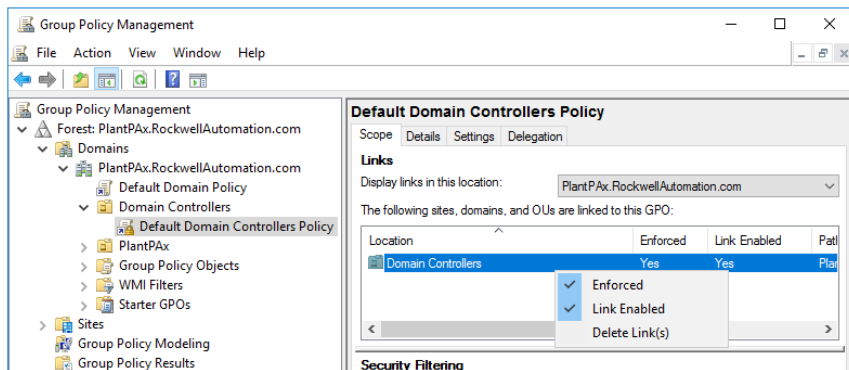 Group Policy Management
File Action View Window Help
Group Policy Management
Forest: PlantPAx.RockwellAutomation.com
Domains
PlantPAx.RockwellAutomation.com
Default Domain Policy
Domain Controllers
Default Domain Controllers Policy
PlantPAx
Group Policy Objects
WMI Filters
Starter GPOs
Sites
Group Policy Modeling
Group Policy Results
Default Domain Controllers Policy
Scope Details Settings Delegation
Links
Display links in this location: PlantPAx.RockwellAutomation.com
The following sites, domains, and OUs are linked to this GPO:
Location Enforced Link Enabled Patl
Domain Controllers Yes Yes Plan
Enforced
Link Enabled
Delete Link(s)
Security Filtering